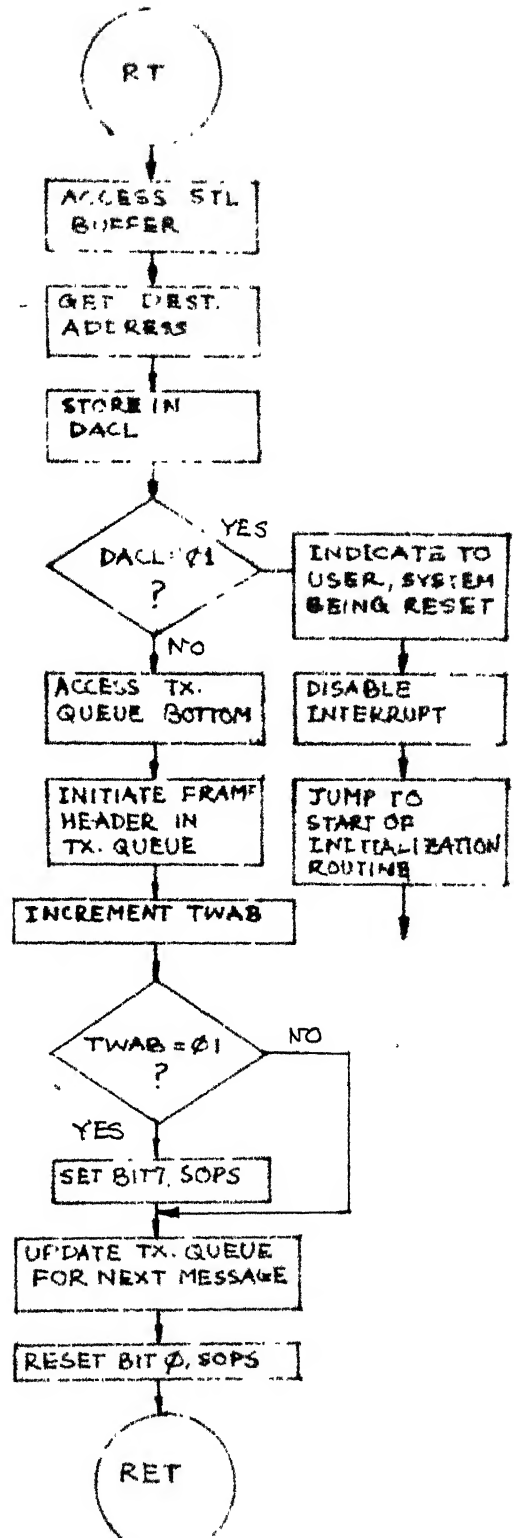 RT
ACCESS STL
BUFFER
GET DEST.
ADDRESS
STORE IN
DACL
DACL=Ø1
?
YES
NO
INDICATE TO
USER, SYSTEM
BEING RESET
DISABLE
INTERRUPT
JUMP TO
START OF
INITIALIZATION
ROUTINE
ACCESS TX.
QUEUE BOTTOM
INITIATE FRAME
HEADER IN
TX. QUEUE
INCREMENT TWAB
TWAB=Ø1
?
NO
YES
SET BIT7, SOPS
UPDATE TX. QUEUE
FOR NEXT MESSAGE
RESET BIT Ø, SOPS
RET